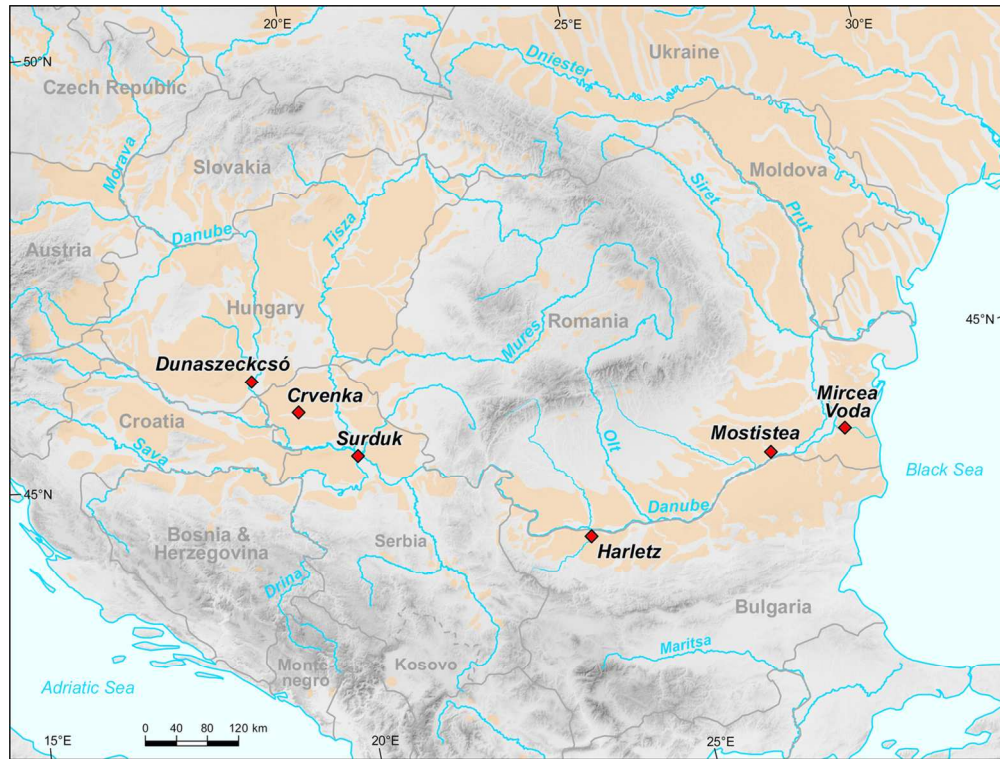 20°E
25°E
30°E
50°N
Ukraine
Dniester
Czech Republic
Morava
Slovakia
Moldova
Siret
Prut
Tisza
Danube
Austria
Hungary
Romania
Mures
45°N
Dunaszeckcsó
Crvenka
Mircea
Voda
Croatia
Surduk
Mostistea
Sava
Olt
Black Sea
45°N
Danube
Bosnia &
Herzegovina
Serbia
Harletz
Drina
Bulgaria
Maritsa
Monte-
negro
Kosovo
Adriatic Sea
0 40 80 120 km
15°E
20°E
25°E